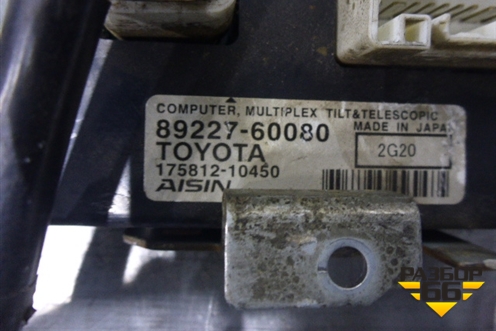 COMPUTER, MULTIPLEX TILT&TELESCOPIC
89227-60080 MADE IN JAPAN
TOYOTA 2G20
175812-10450
AISIN
РАЗБОР
66